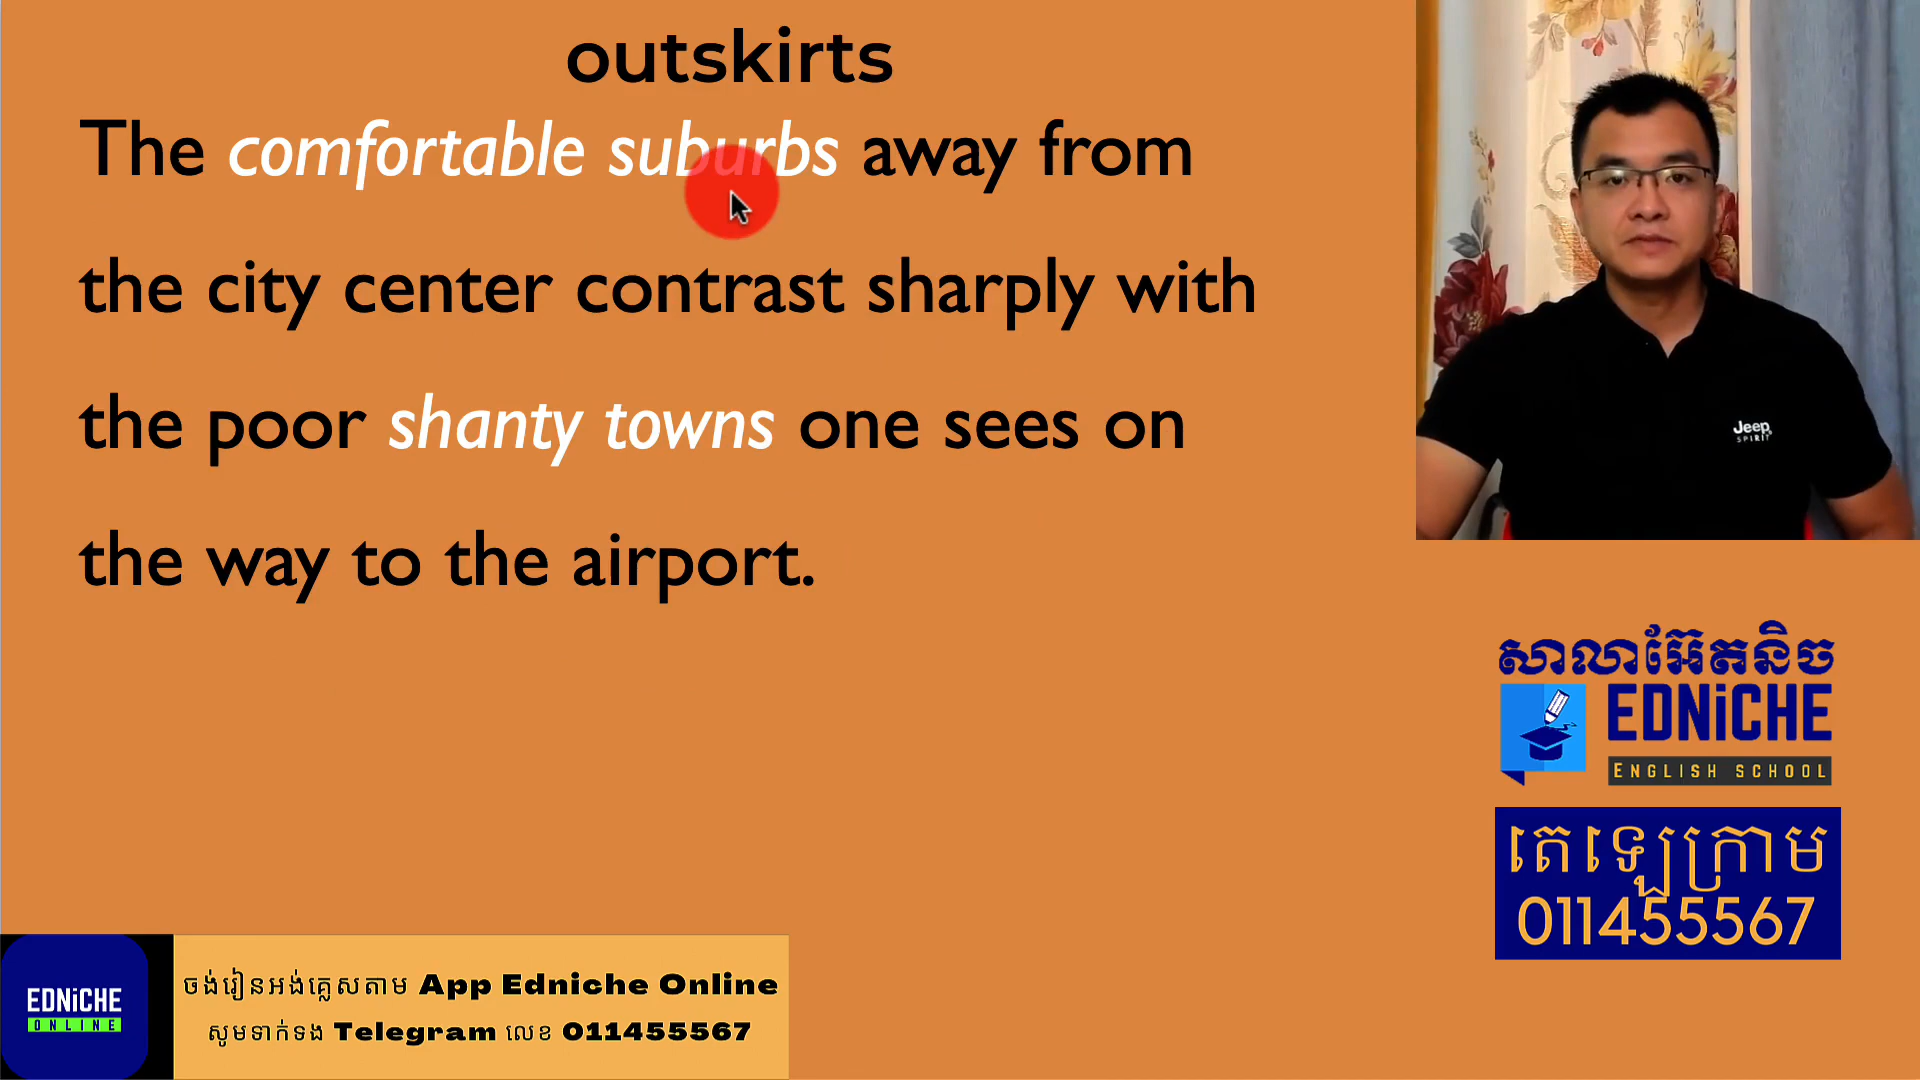 outskirts
The comfortable suburbs away from
the city center contrast sharply with
the poor shanty towns one sees on
the way to the airport.
Jeep
SPIRIT
សាលាអ៊ែតនិច
EDNiCHE
ENGLISH SCHOOL
តេឡេក្រាម
011455567
EDNiCHE
ONLINE
ចង់រៀនអង់គ្លេសតាម App Edniche Online
សូមទាក់ទង Telegram លេខ 011455567